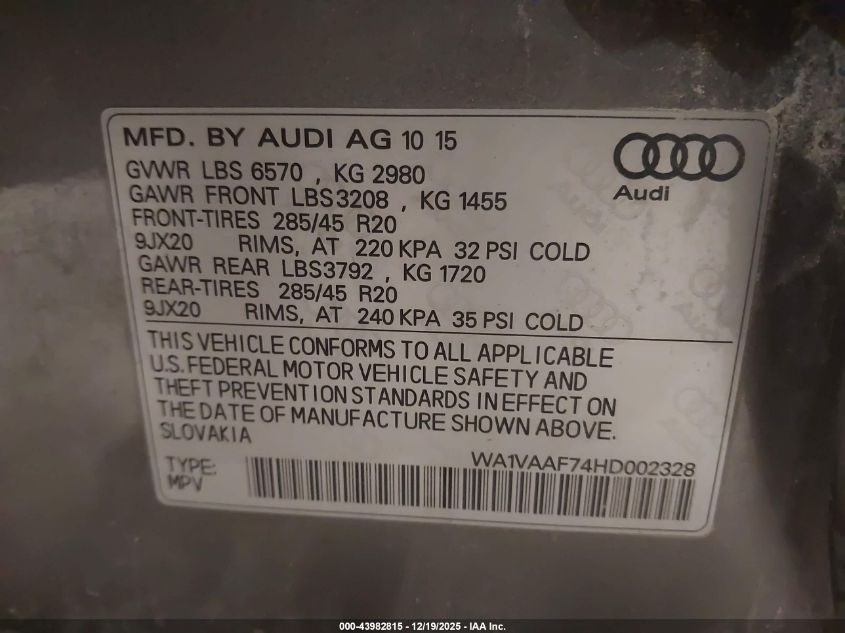 MFD. BY AUDI AG 10 15
Audi
GVWR LBS 6570 , KG 2980
GAWR FRONT LBS3208 , KG 1455
FRONT-TIRES 285/45 R20
9JX20 RIMS, AT 220 KPA 32 PSI COLD
GAWR REAR LBS3792 , KG 1720
REAR-TIRES 285/45 R20
9JX20 RIMS, AT 240 KPA 35 PSI COLD
THIS VEHICLE CONFORMS TO ALL APPLICABLE
U.S. FEDERAL MOTOR VEHICLE SAFETY AND
THEFT PREVENTION STANDARDS IN EFFECT ON
THE DATE OF MANUFACTURE SHOWN ABOVE.
SLOVAKIA
WA1VAAF74HD002328
TYPE:
MPV
000-43982815 - 12/19/2025 - IAA Inc.